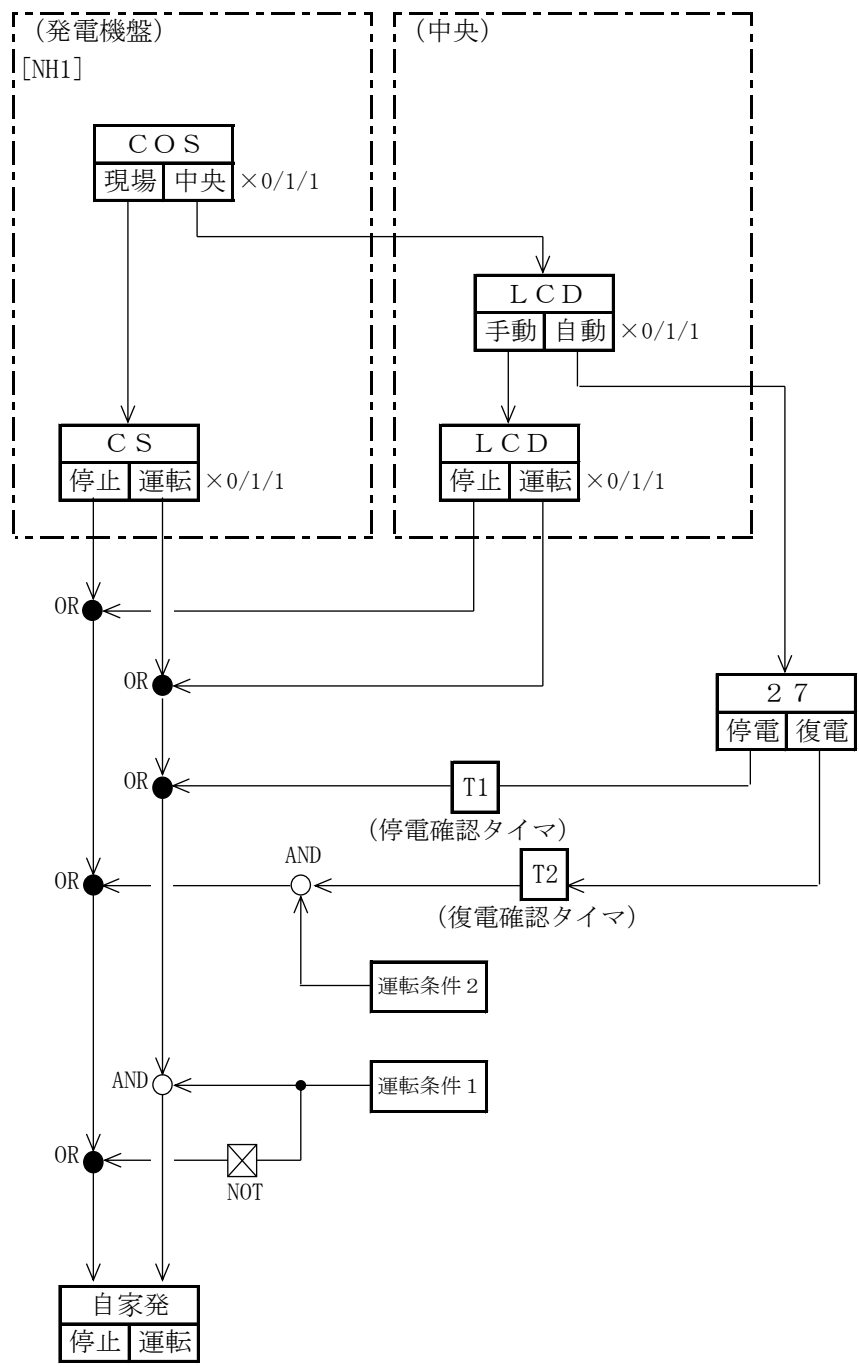 (発電機盤)
(中央)
[NH1]
ＣＯＳ
現場 中央 ×0/1/1
ＬＣＤ
手動 自動 ×0/1/1
ＣＳ
停止 運転 ×0/1/1
ＬＣＤ
停止 運転 ×0/1/1
OR
OR
２７
停電 復電
OR
T1
(停電確認タイマ)
AND
OR
T2
(復電確認タイマ)
運転条件２
AND
運転条件１
OR
NOT
自家発
停止 運転